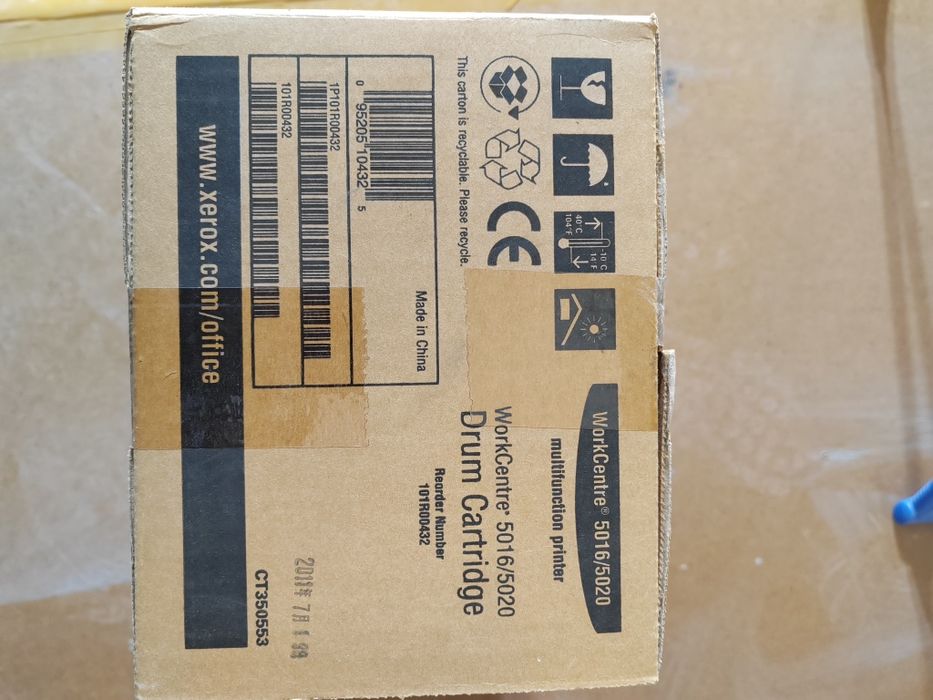 WorkCentre® 5016/5020
multifunction printer
WorkCentre® 5016/5020
Drum Cartridge
Reorder Number
101R00432
-10 C
14 F
40°C
104°F
This carton is recyclable. Please recycle.
Made in China
0 95205 10432 5
1P101R00432
101R00432
CT350553
www.xerox.com/office